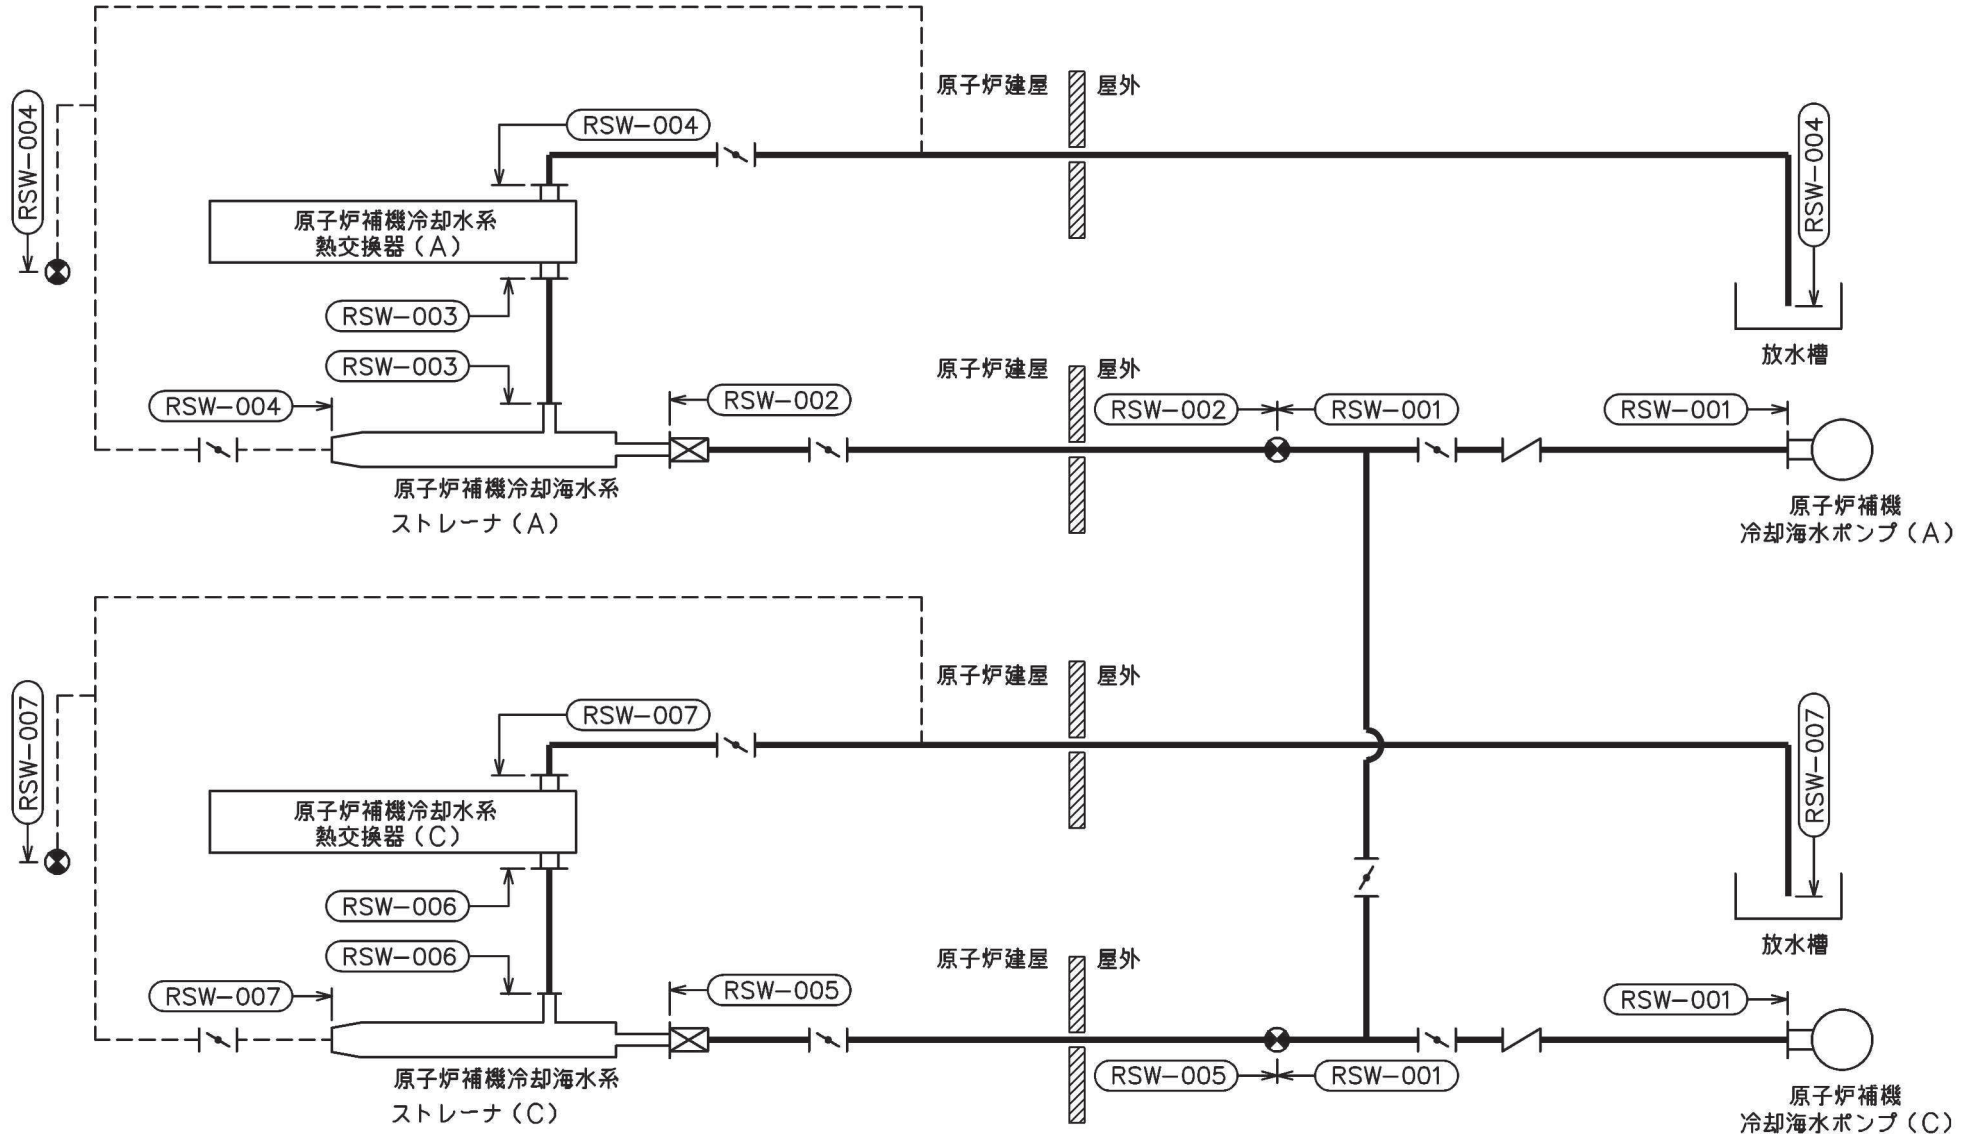 原子炉建屋
屋外
RSW-004
RSW-004
RSW-004
原子炉補機冷却水系
熱交換器(A)
RSW-003
放水槽
RSW-003
原子炉建屋
屋外
RSW-004
RSW-002
RSW-002
RSW-001
RSW-001
原子炉補機冷却海水系
ストレーナ(A)
原子炉補機
冷却海水ポンプ(A)
原子炉建屋
屋外
RSW-007
RSW-007
RSW-007
原子炉補機冷却水系
熱交換器(C)
RSW-006
放水槽
RSW-006
原子炉建屋
屋外
RSW-007
RSW-005
RSW-001
RSW-005
RSW-001
原子炉補機冷却海水系
ストレーナ(C)
原子炉補機
冷却海水ポンプ(C)